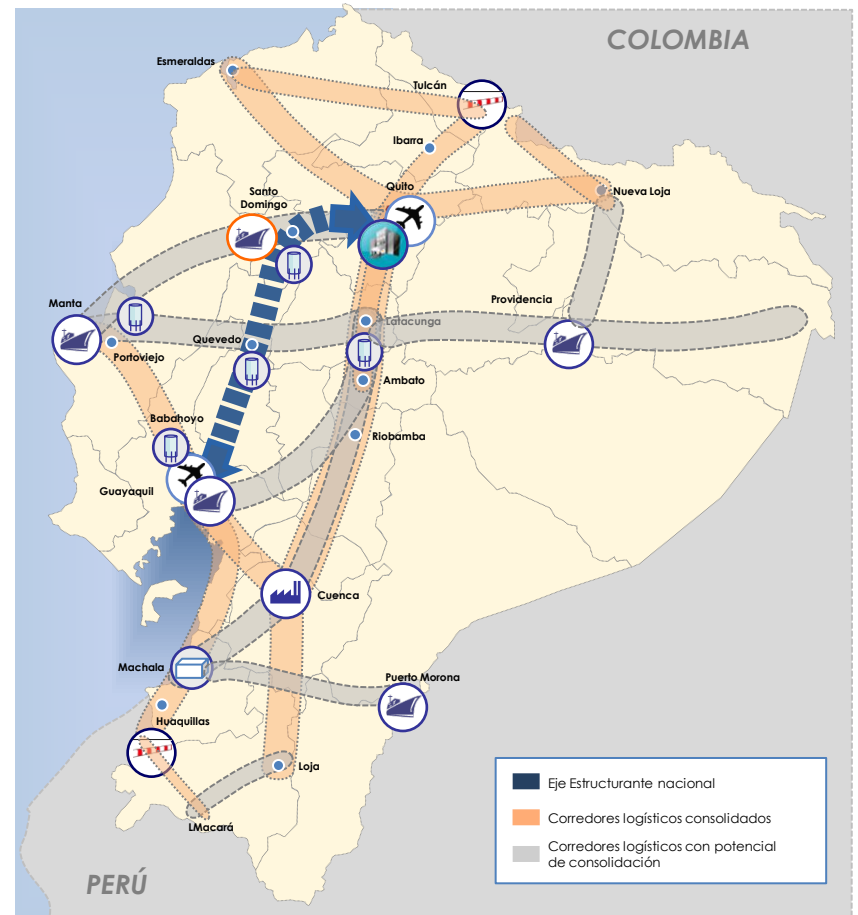 COLOMBIA
Esmeraldas
Tulcán
Ibarra
Quito
Santo
Domingo
Nueva Loja
Manta
Providencia
Latacunga
Quevedo
Portoviejo
Ambato
Babahoyo
Riobamba
Guayaquil
Cuenca
Machala
Puerto Morona
Huaquillas
Loja
LMacará
Eje Estructurante nacional
Corredores logísticos consolidados
Corredores logísticos con potencial
de consolidación
PERÚ